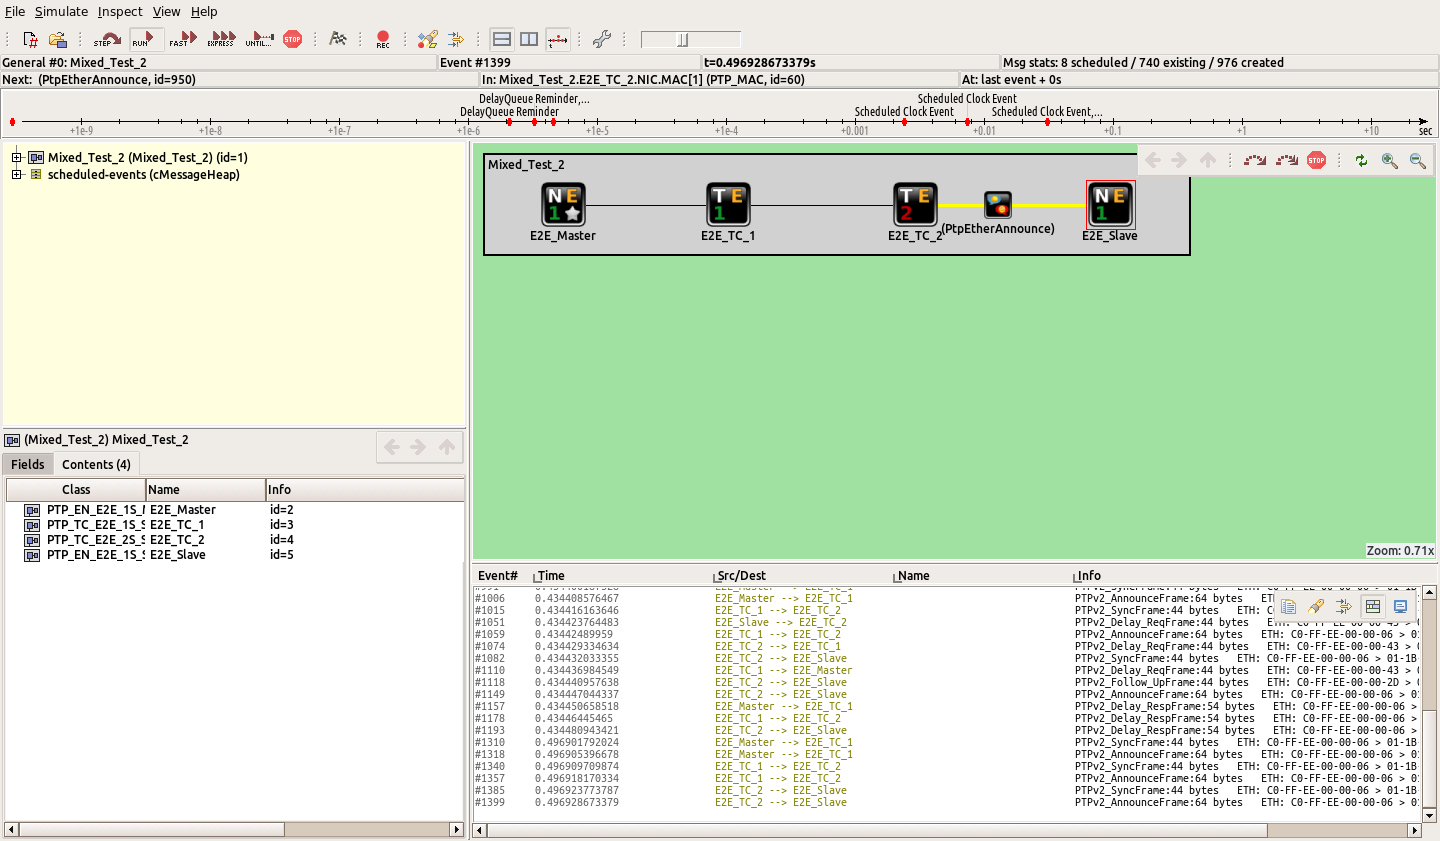 File Simulate Inspect View Help
STEP RUN FAST EXPRESS UNTIL... STOP REC
General #0: Mixed_Test_2 Event #1399 t=0.496928673379s Msg stats: 8 scheduled / 740 existing / 976 created
Next: (PtpEtherAnnounce, id=950) In: Mixed_Test_2.E2E_TC_2.NIC.MAC[1] (PTP_MAC, id=60) At: last event + 0s
DelayQueue Reminder,... Scheduled Clock Event
DelayQueue Reminder Scheduled Clock Event Scheduled Clock Event,...
+1e-9 +1e-8 +1e-7 +1e-6 +1e-5 +1e-4 +0.001 +0.01 +0.1 +1 +10 sec
Mixed_Test_2 (Mixed_Test_2) (id=1)
scheduled-events (cMessageHeap)
Mixed_Test_2
STOP
N E 1 T E 1 T E 2 N E 1
E2E_Master E2E_TC_1 E2E_TC_2 (PtpEtherAnnounce) E2E_Slave
Zoom: 0.71x
(Mixed_Test_2) Mixed_Test_2
Fields Contents (4)
Class Name Info
PTP_EN_E2E_1S_ E2E_Master id=2
PTP_TC_E2E_1S_S E2E_TC_1 id=3
PTP_TC_E2E_2S_S E2E_TC_2 id=4
PTP_EN_E2E_1S_S E2E_Slave id=5
Event# Time Src/Dest Name Info
#1006 0.434408576467 E2E_Master --> E2E_TC_1 PTPv2_AnnounceFrame:64 bytes ET
#1015 0.434416163646 E2E_TC_1 --> E2E_TC_2 PTPv2_SyncFrame:44 bytes ETH: C
#1051 0.434423764483 E2E_Slave --> E2E_TC_2 PTPv2_Delay_ReqFrame:44 bytes
#1059 0.43442489959 E2E_TC_1 --> E2E_TC_2 PTPv2_AnnounceFrame:64 bytes ETH: C0-FF-EE-00-00-06 > 01
#1074 0.434429334634 E2E_TC_2 --> E2E_TC_1 PTPv2_Delay_ReqFrame:44 bytes ETH: C0-FF-EE-00-00-43 >
#1082 0.434432033355 E2E_TC_2 --> E2E_Slave PTPv2_SyncFrame:44 bytes ETH: C0-FF-EE-00-00-06 > 01-1B
#1110 0.434436984549 E2E_TC_1 --> E2E_Master PTPv2_Delay_ReqFrame:44 bytes ETH: C0-FF-EE-00-00-43 >
#1118 0.434440957638 E2E_TC_2 --> E2E_Slave PTPv2_Follow_UpFrame:44 bytes ETH: C0-FF-EE-00-00-2D >
#1149 0.434447044337 E2E_TC_2 --> E2E_Slave PTPv2_AnnounceFrame:64 bytes ETH: C0-FF-EE-00-00-06 > 01
#1157 0.434450658518 E2E_Master --> E2E_TC_1 PTPv2_Delay_RespFrame:54 bytes ETH: C0-FF-EE-00-00-06 >
#1178 0.43446445465 E2E_TC_1 --> E2E_TC_2 PTPv2_Delay_RespFrame:54 bytes ETH: C0-FF-EE-00-00-06 >
#1193 0.434480943421 E2E_TC_2 --> E2E_Slave PTPv2_Delay_RespFrame:54 bytes ETH: C0-FF-EE-00-00-06 >
#1310 0.496901792024 E2E_Master --> E2E_TC_1 PTPv2_SyncFrame:44 bytes ETH: C0-FF-EE-00-00-06 > 01-1B
#1318 0.496905396678 E2E_Master --> E2E_TC_1 PTPv2_AnnounceFrame:64 bytes ETH: C0-FF-EE-00-00-06 > 01
#1340 0.496909709874 E2E_TC_1 --> E2E_TC_2 PTPv2_SyncFrame:44 bytes ETH: C0-FF-EE-00-00-06 > 01-1B
#1357 0.496918170334 E2E_TC_1 --> E2E_TC_2 PTPv2_AnnounceFrame:64 bytes ETH: C0-FF-EE-00-00-06 > 01
#1385 0.496923773787 E2E_TC_2 --> E2E_Slave PTPv2_SyncFrame:44 bytes ETH: C0-FF-EE-00-00-06 > 01-1B
#1399 0.496928673379 E2E_TC_2 --> E2E_Slave PTPv2_AnnounceFrame:64 bytes ETH: C0-FF-EE-00-00-06 > 01